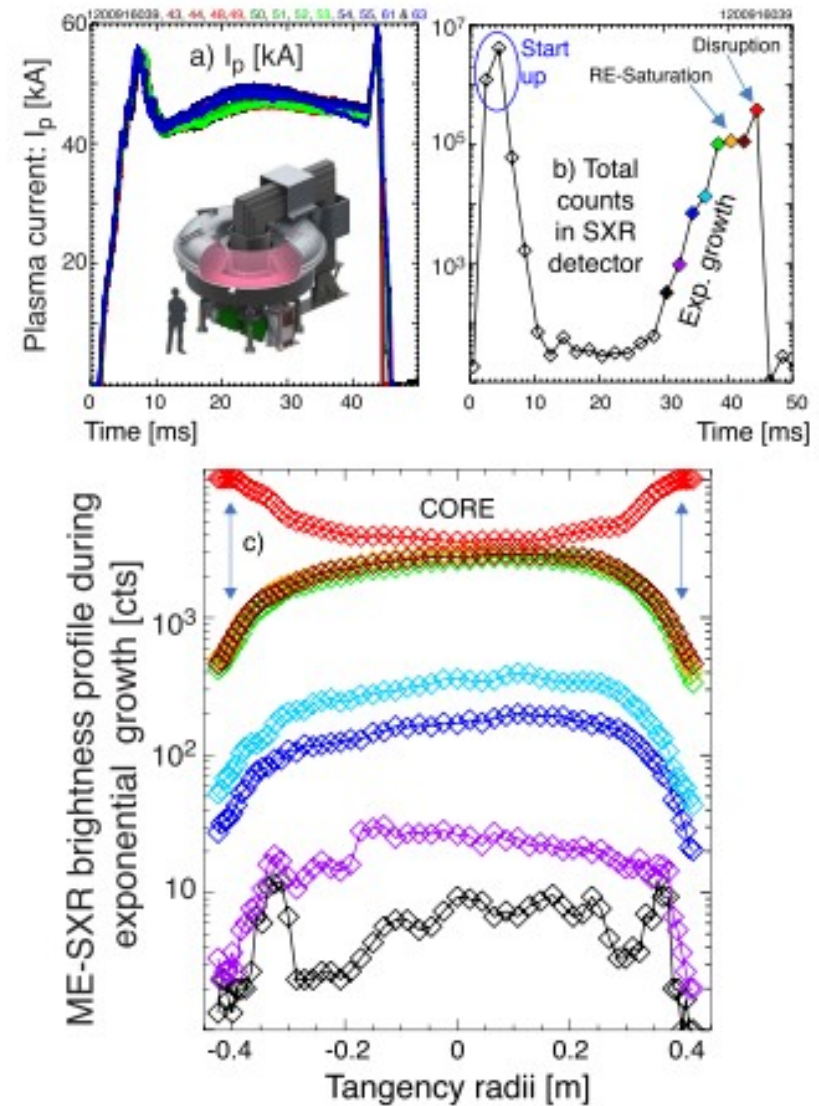 1200916039, 43, 44, 48,49, 50, 51, 52, 53, 54, 55, 61 & 63
a) Ip [kA]
Plasma current: Ip [kA]
60
40
20
0
0 10 20 30 40
Time [ms]
1200916039
10^7
10^5
10^3
Start
up
Disruption
RE-Saturation
b) Total
counts
in SXR
detector
Exp. growth
0 10 20 30 40 50
Time [ms]
CORE
c)
ME-SXR brightness profile during
exponential growth [cts]
10^3
10^2
10
-0.4 -0.2 0 0.2 0.4
Tangency radii [m]